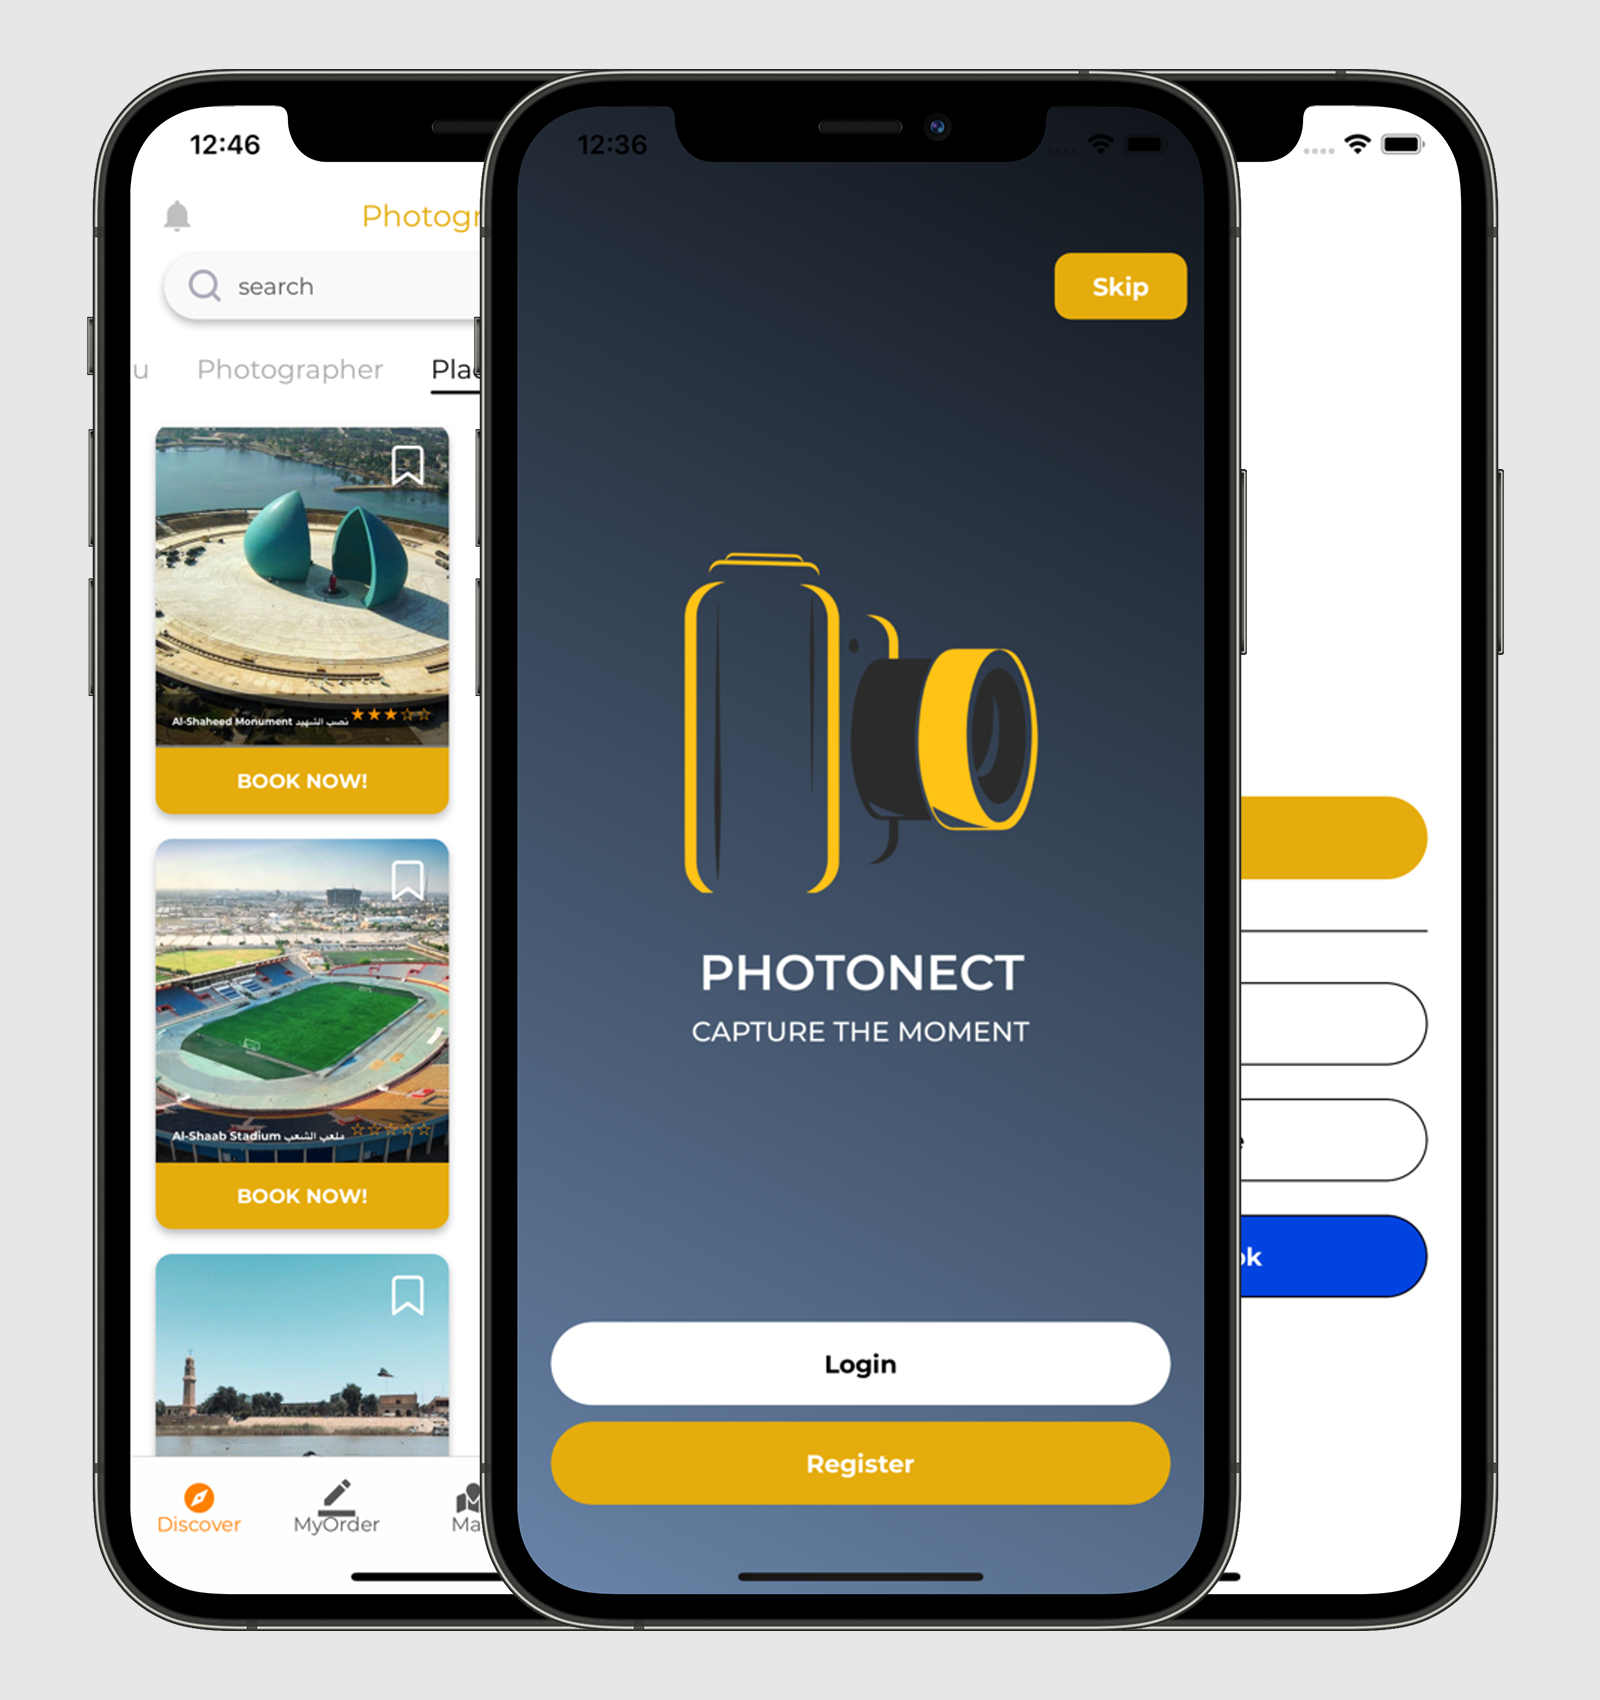 12:46
Photogr
search
u Photographer Plac
Al-Shaheed Monument نصب الشهيد
BOOK NOW!
Al-Shaab Stadium ملعب الشعب
BOOK NOW!
Discover MyOrder Ma
12:36
Skip
PHOTONECT
CAPTURE THE MOMENT
Login
Register
e
ok